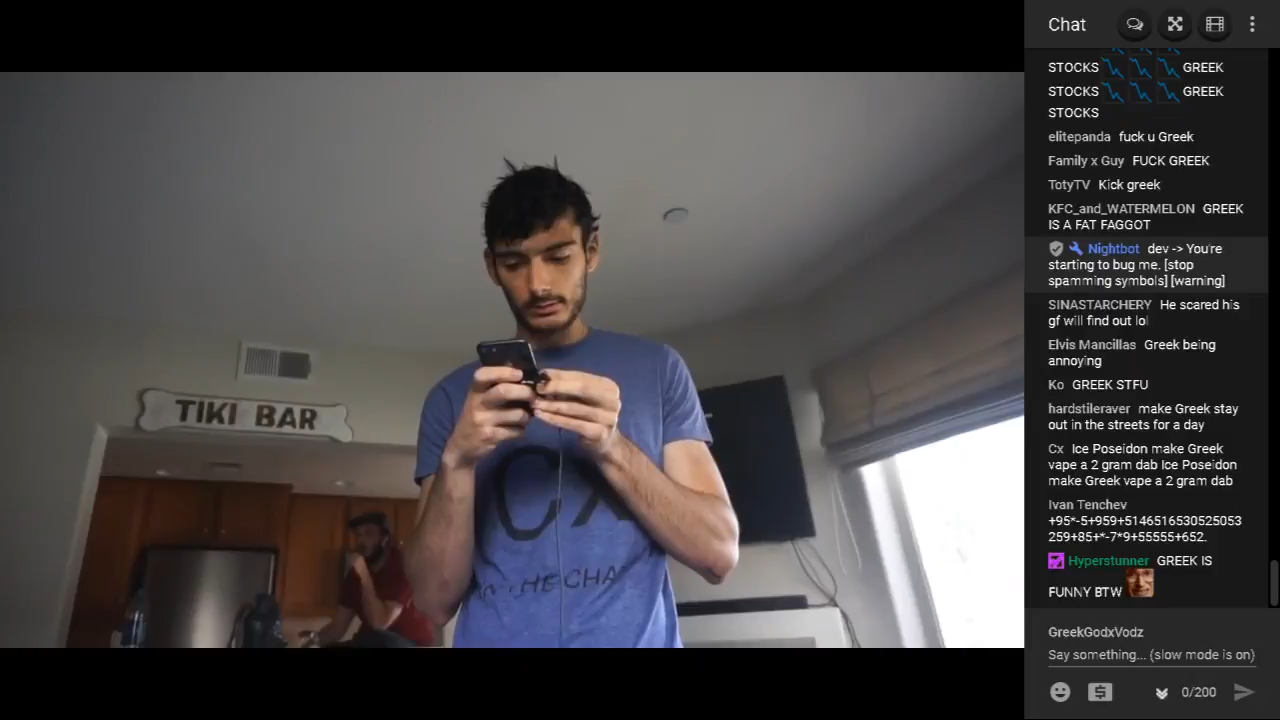 TIKI BAR
CX
Chat
STOCKS GREEK
STOCKS GREEK
STOCKS
elitepanda fuck u Greek
Family x Guy FUCK GREEK
TotyTV Kick greek
KFC_and_WATERMELON GREEK
IS A FAT FAGGOT
Nightbot dev -> You're
starting to bug me. [stop
spamming symbols] [warning]
SINASTARCHERY He scared his
gf will find out lol
Elvis Mancillas Greek being
annoying
Ko GREEK STFU
hardstileraver make Greek stay
out in the streets for a day
Cx Ice Poseidon make Greek
vape a 2 gram dab Ice Poseidon
make Greek vape a 2 gram dab
Ivan Tenchev
+95*-5+959+5146516530525053
259+85+*-7*9+55555+652.
Hyperstunner GREEK IS
FUNNY BTW
GreekGodxVodz
Say something... (slow mode is on)
0/200